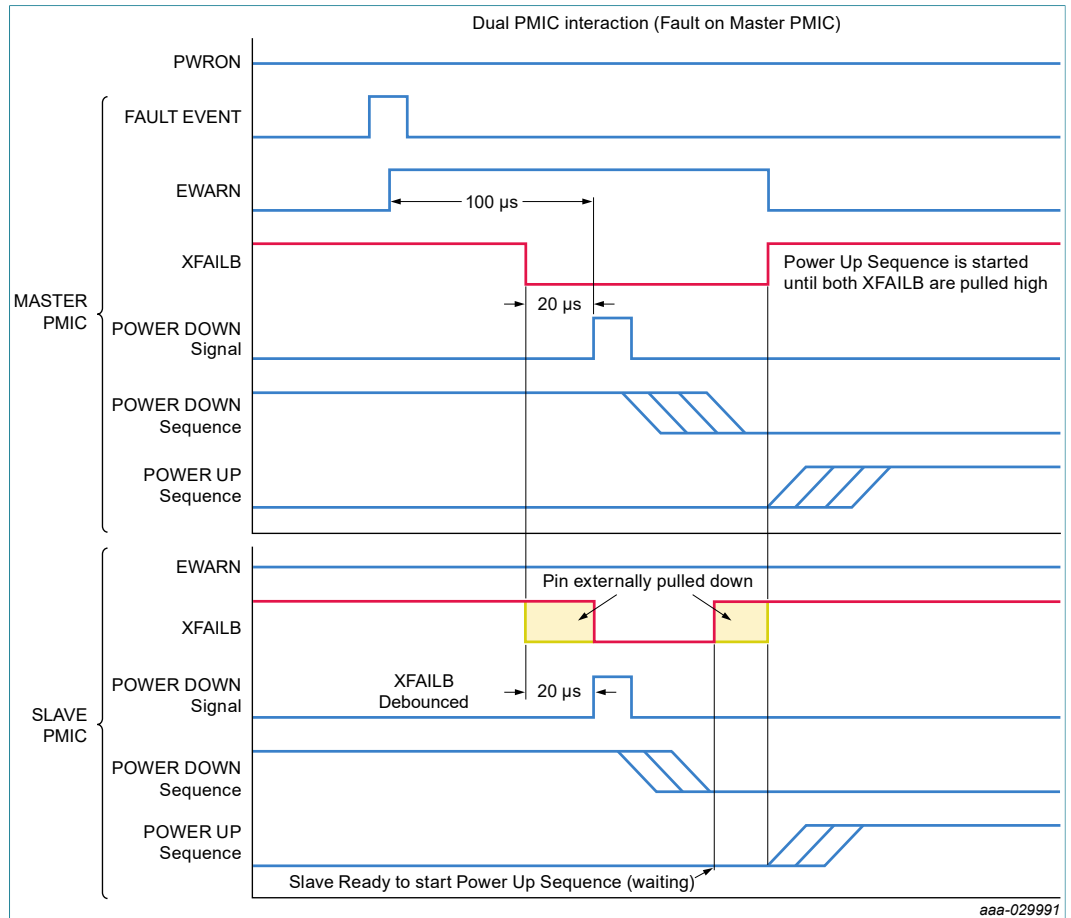 Dual PMIC interaction (Fault on Master PMIC)
PWRON
FAULT EVENT
EWARN
100 µs
XFAILB
Power Up Sequence is started
until both XFAILB are pulled high
MASTER
PMIC
20 µs
POWER DOWN
Signal
POWER DOWN
Sequence
POWER UP
Sequence
EWARN
Pin externally pulled down
XFAILB
POWER DOWN
Signal
XFAILB
Debounced
20 µs
SLAVE
PMIC
POWER DOWN
Sequence
POWER UP
Sequence
Slave Ready to start Power Up Sequence (waiting)
aaa-029991